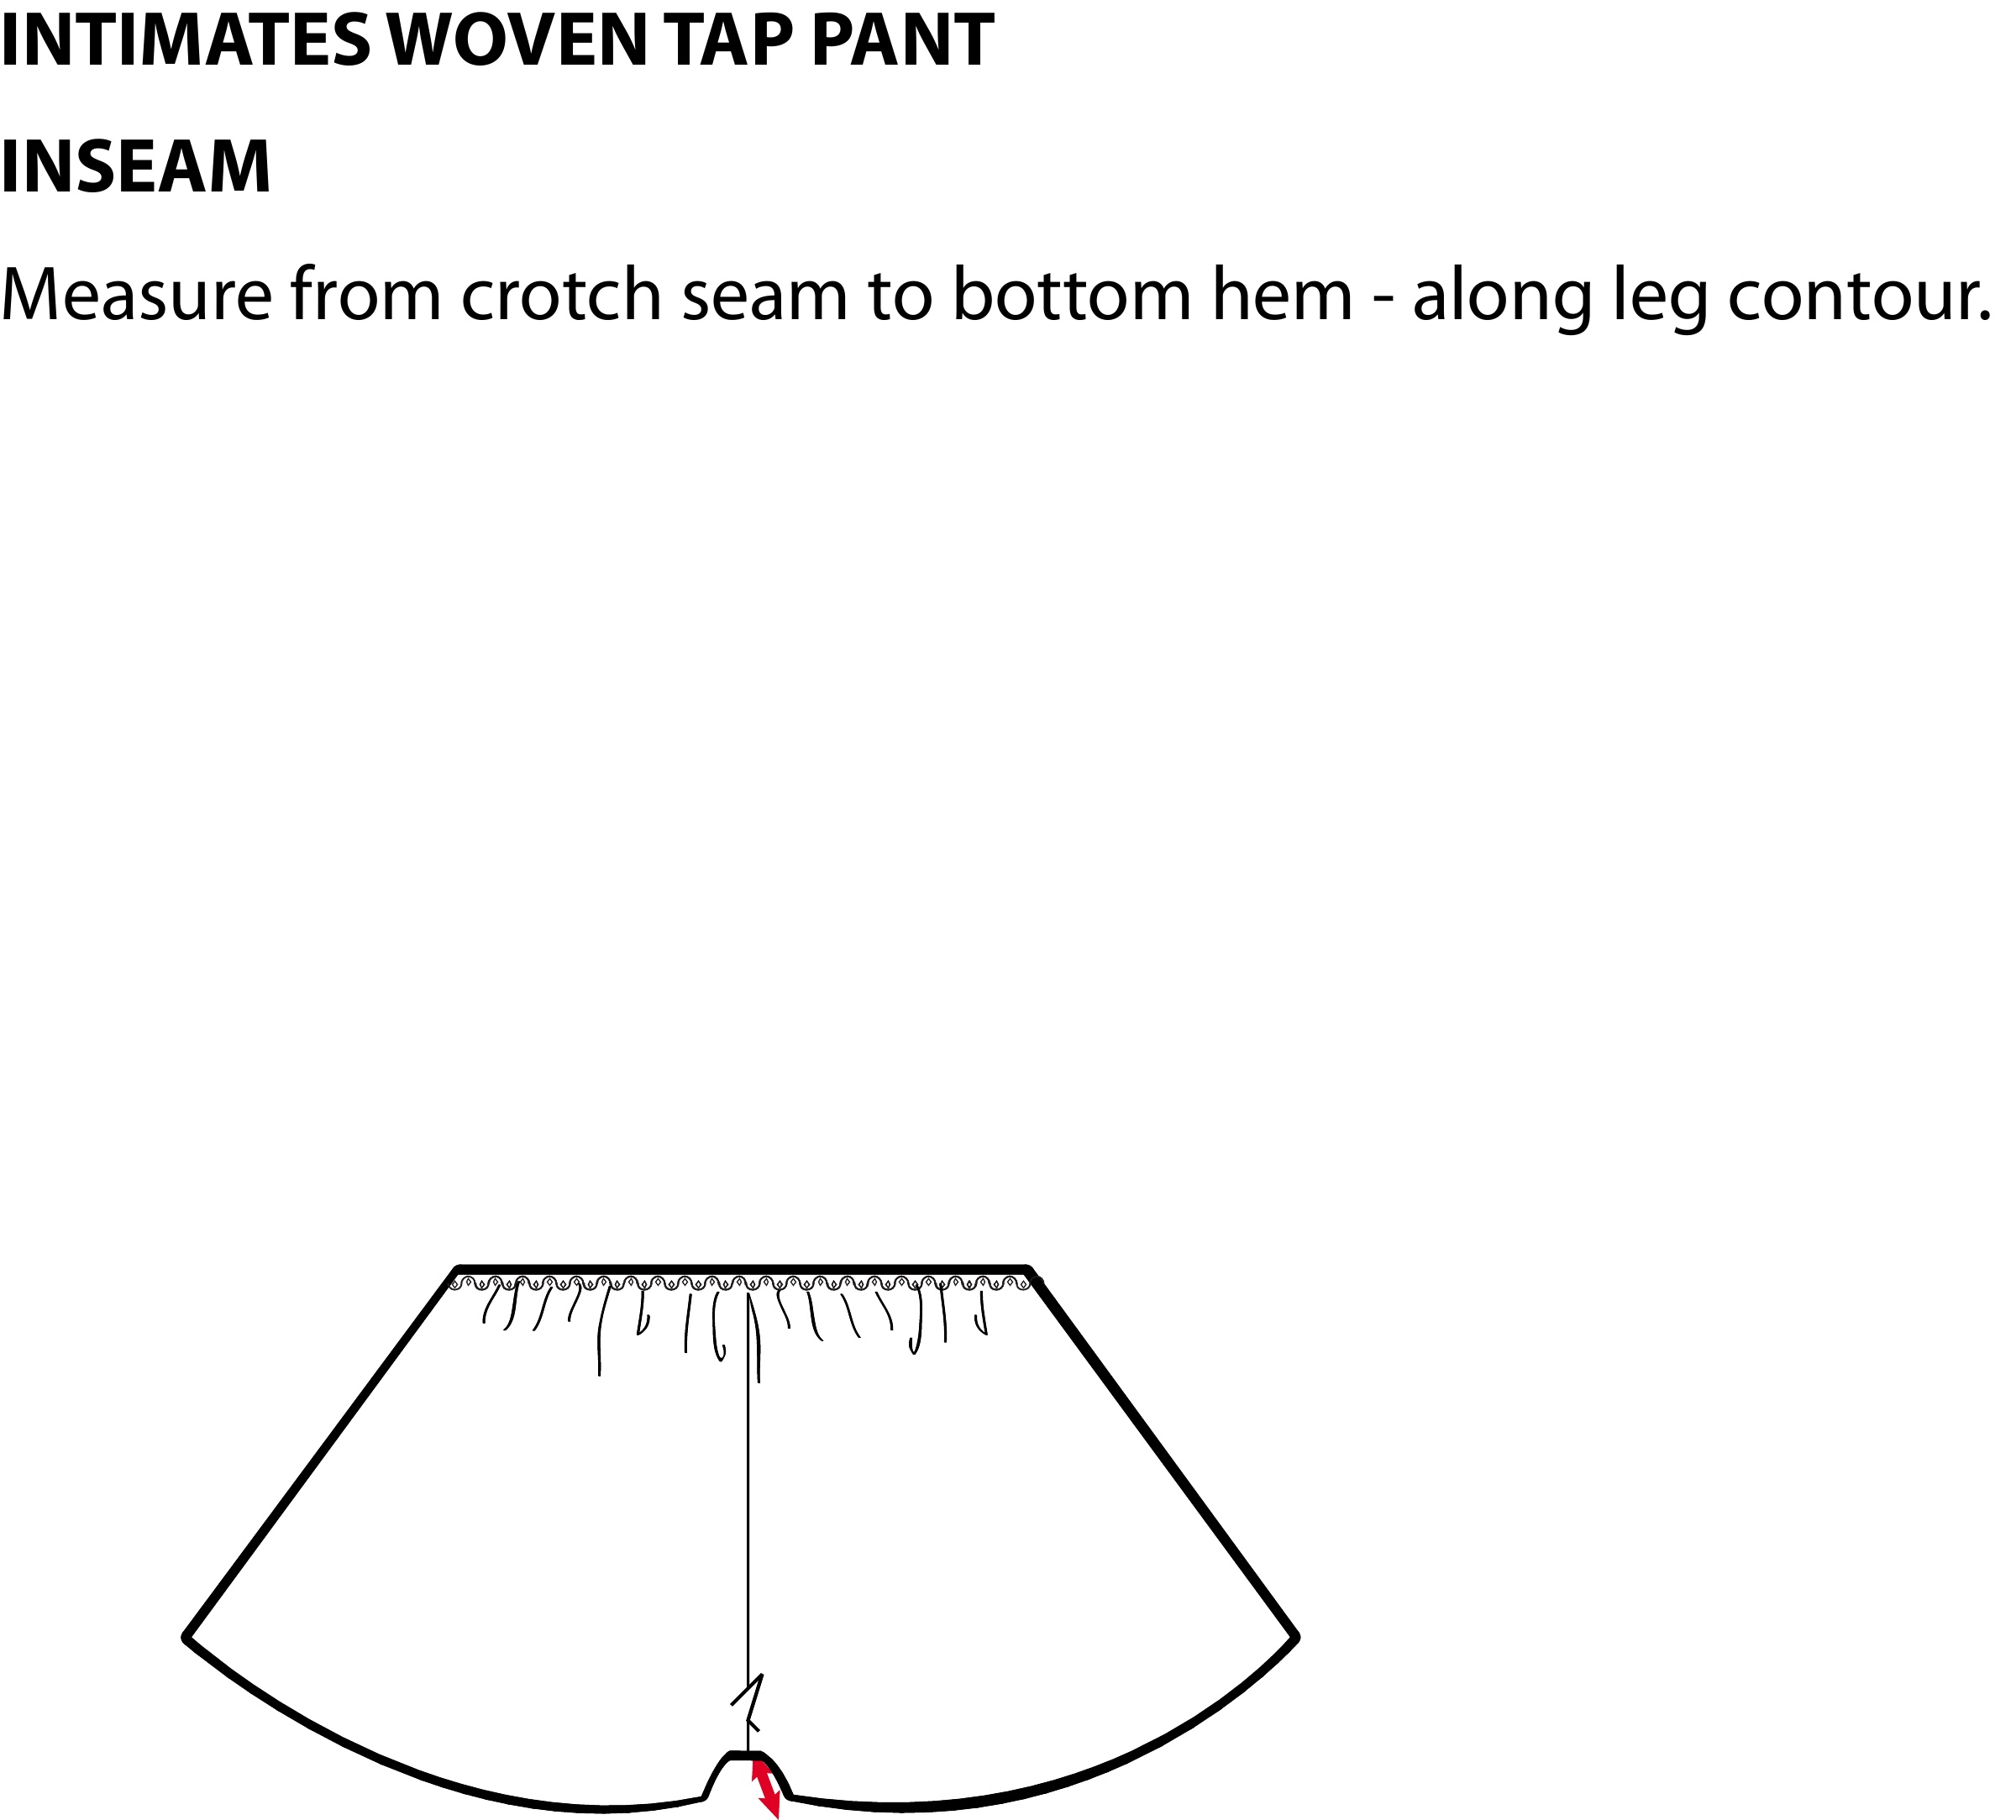 INTIMATES WOVEN TAP PANT
INSEAM
Measure from crotch seam to bottom hem - along leg contour.